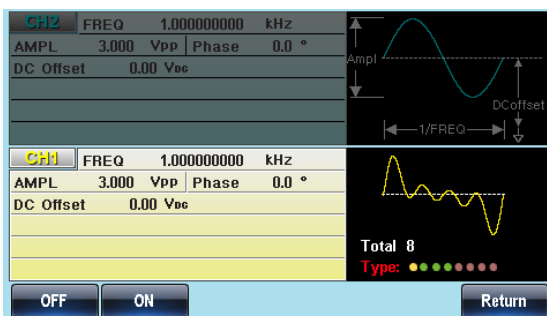 CH2 FREQ 1.000000000 kHz
AMPL 3.000 Vpp Phase 0.0 °
DC Offset 0.00 VDC
Ampl
DCoffset
1/FREQ
CH1 FREQ 1.000000000 kHz
AMPL 3.000 Vpp Phase 0.0 °
DC Offset 0.00 VDC
Total 8
Type:
OFF ON Return